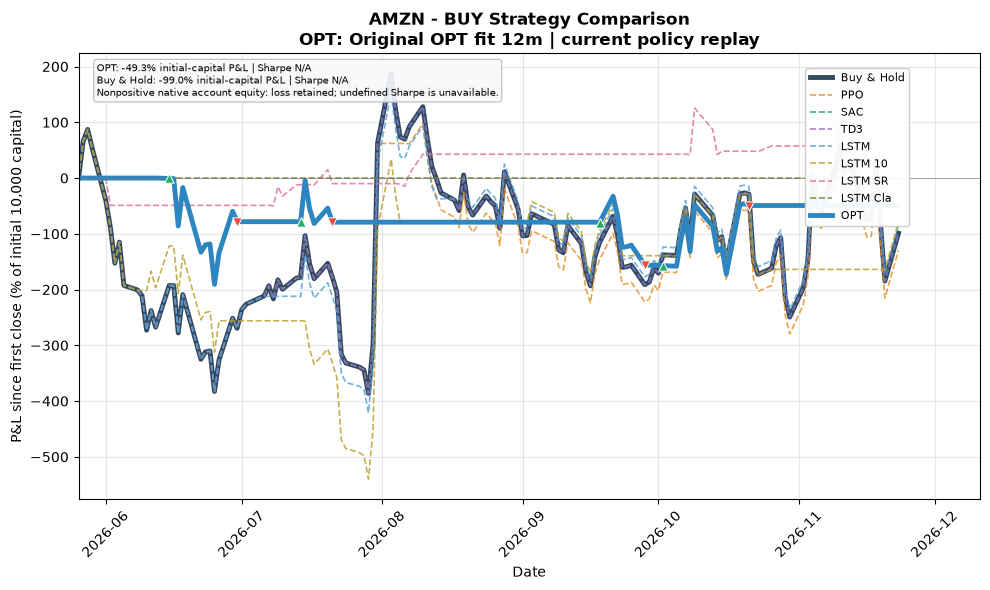 AMZN - BUY Strategy Comparison
OPT: Original OPT fit 12m | current policy replay
OPT: -49.3% initial-capital P&L | Sharpe N/A
Buy & Hold: -99.0% initial-capital P&L | Sharpe N/A
Nonpositive native account equity: loss retained; undefined Sharpe is unavailable.
Buy & Hold
PPO
SAC
TD3
LSTM
LSTM 10
LSTM SR
LSTM Cla
OPT
P&L since first close (% of initial 10,000 capital)
200
100
0
−100
−200
−300
−400
−500
2026-06
2026-07
2026-08
2026-09
2026-10
2026-11
2026-12
Date